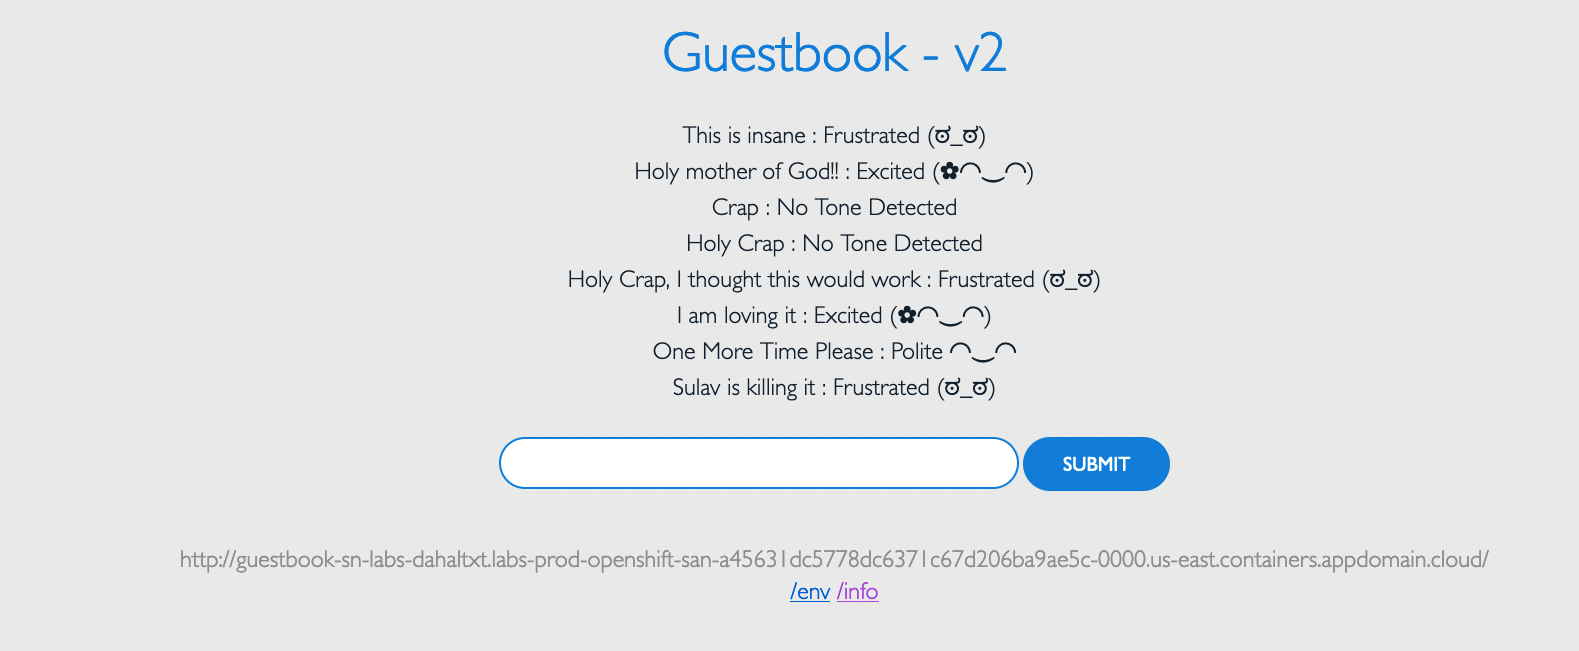 Guestbook - v2
This is insane : Frustrated (ಠ_ಠ)
Holy mother of God!! : Excited (✿◠‿◠)
Crap : No Tone Detected
Holy Crap : No Tone Detected
Holy Crap, I thought this would work : Frustrated (ಠ_ಠ)
I am loving it : Excited (✿◠‿◠)
One More Time Please : Polite ◠‿◠
Sulav is killing it : Frustrated (ಠ_ಠ)
SUBMIT
http://guestbook-sn-labs-dahaltxt.labs-prod-openshift-san-a45631dc5778dc6371c67d206ba9ae5c-0000.us-east.containers.appdomain.cloud/
/env /info